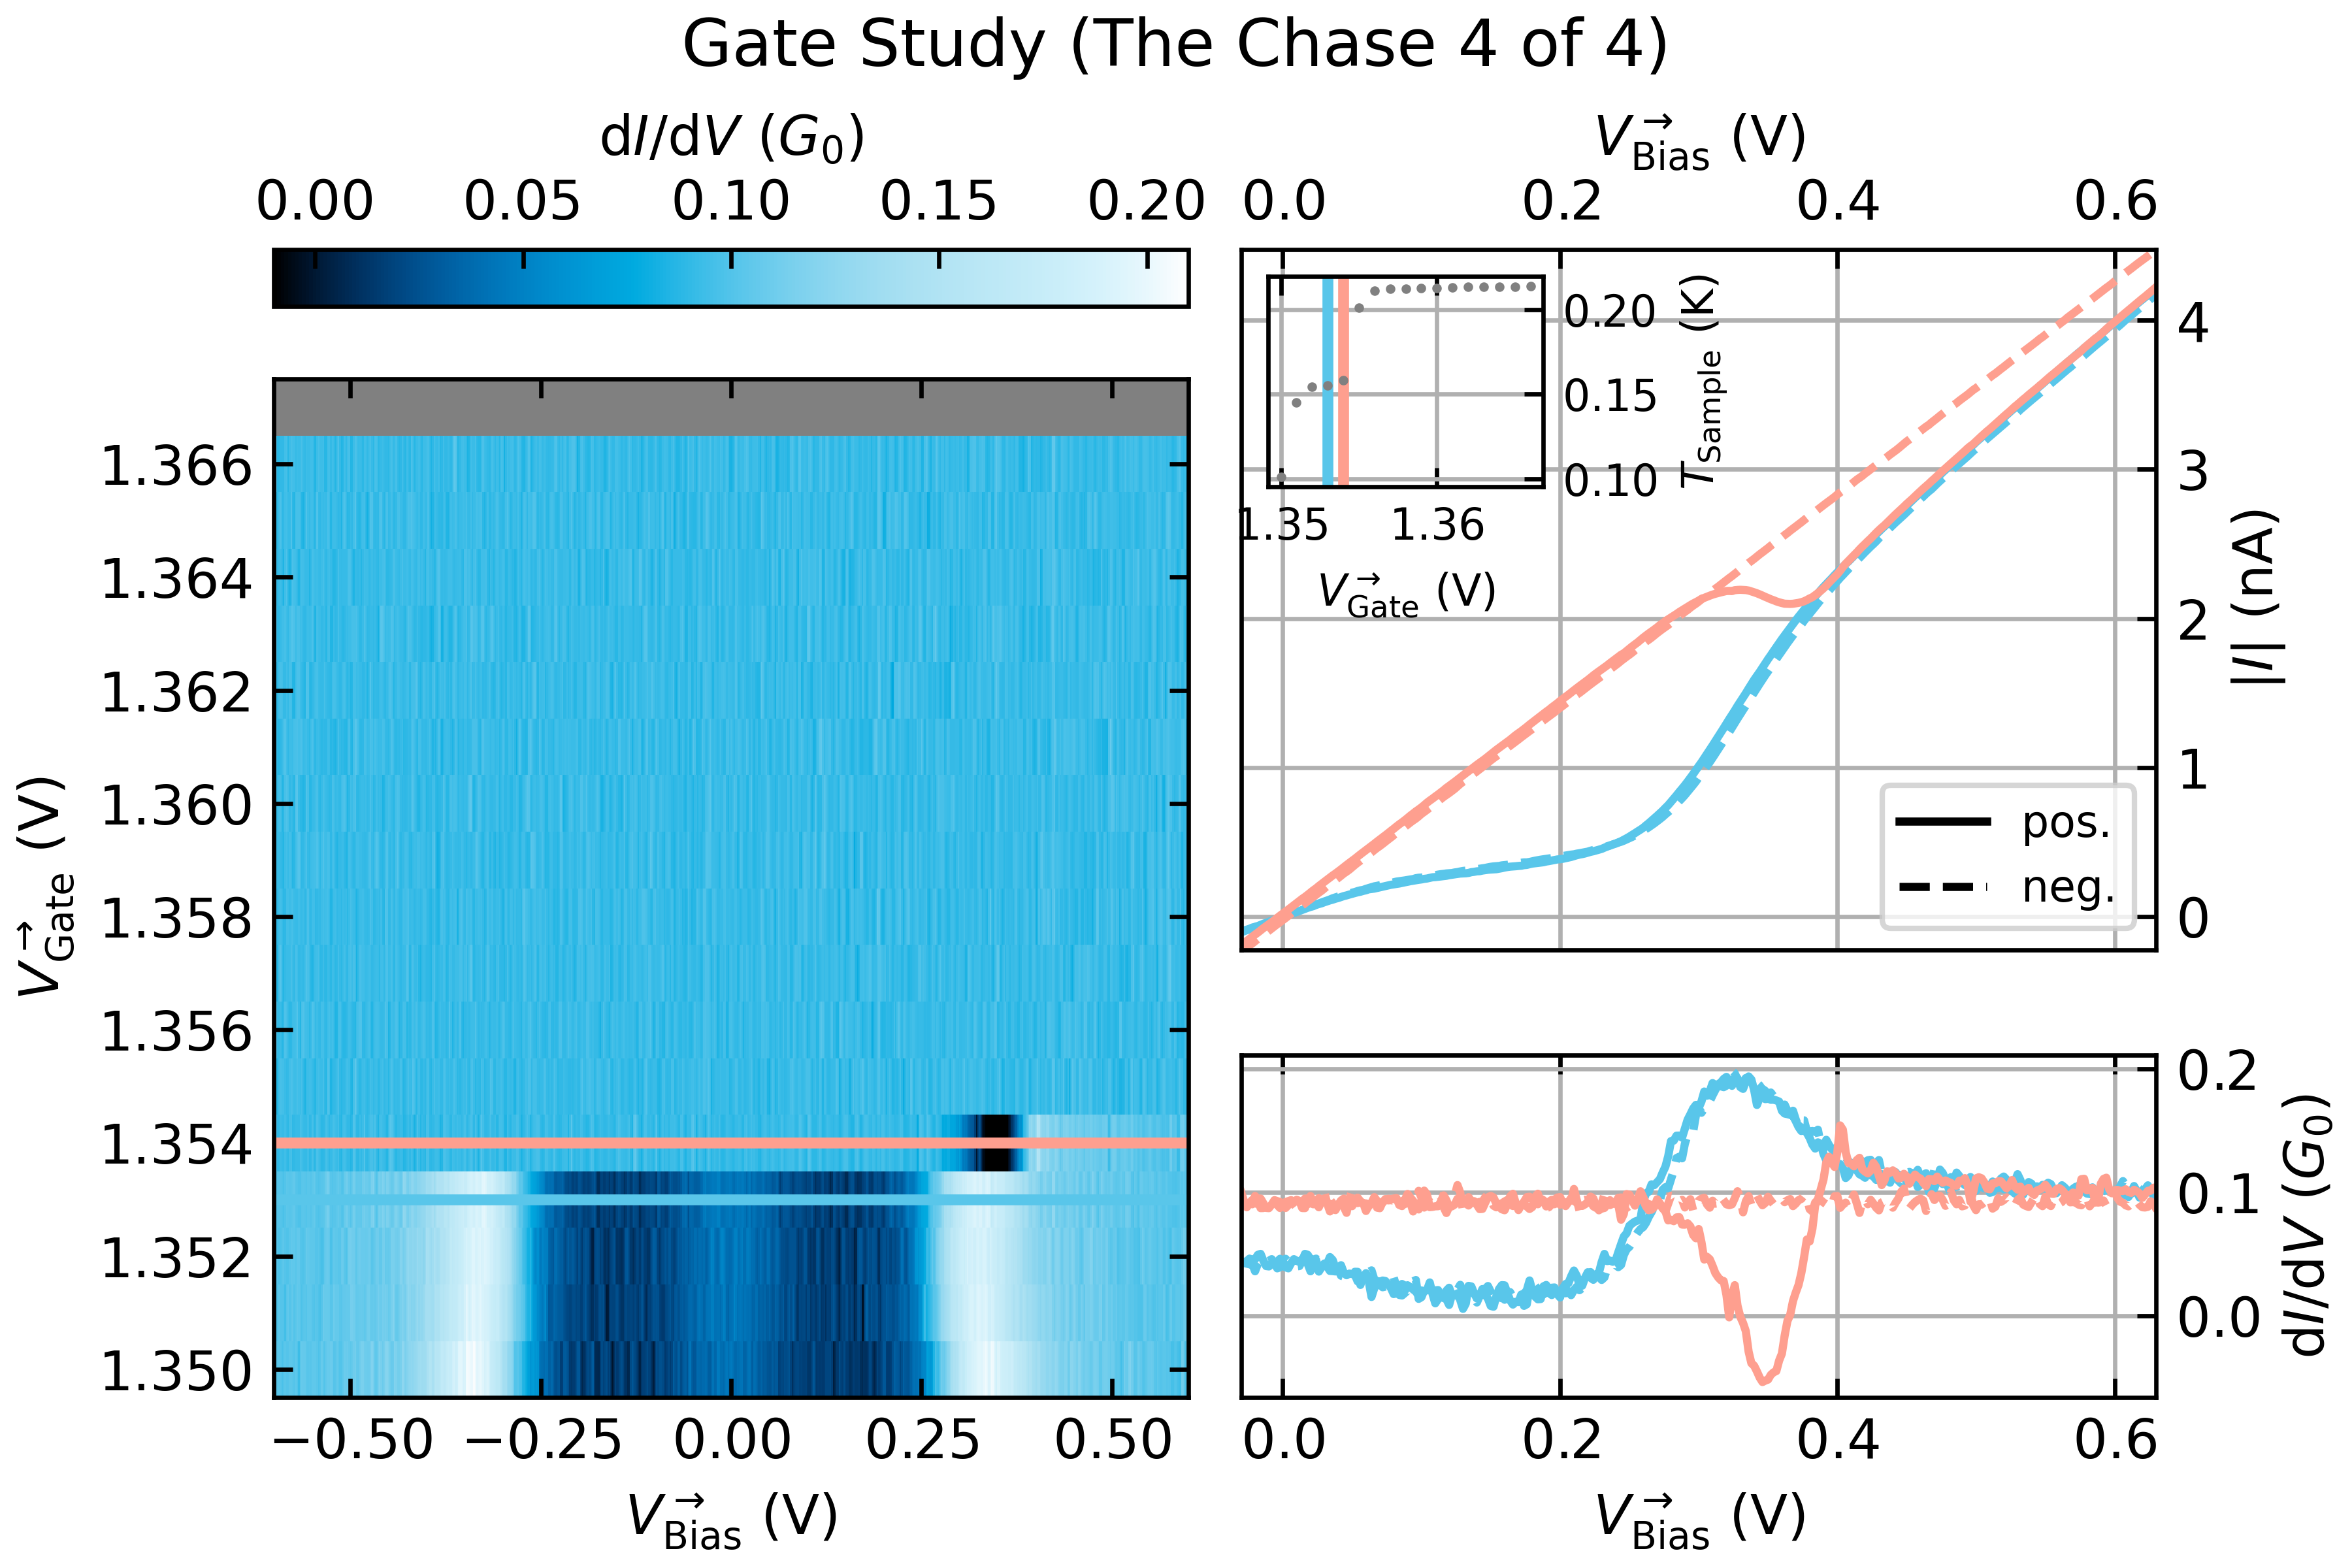 Gate Study (The Chase 4 of 4)
dI/dV (G₀)
0.00 0.05 0.10 0.15 0.20
V→Bias (V)
0.0 0.2 0.4 0.6
1.366
1.364
1.362
1.360
1.358
1.356
1.354
1.352
1.350
V→Gate (V)
−0.50 −0.25 0.00 0.25 0.50
V→Bias (V)
0.20
0.15
0.10
TSample (K)
1.35 1.36
V→Gate (V)
4
3
2
1
0
|I| (nA)
pos.
neg.
0.2
0.1
0.0
dI/dV (G₀)
0.0 0.2 0.4 0.6
V→Bias (V)